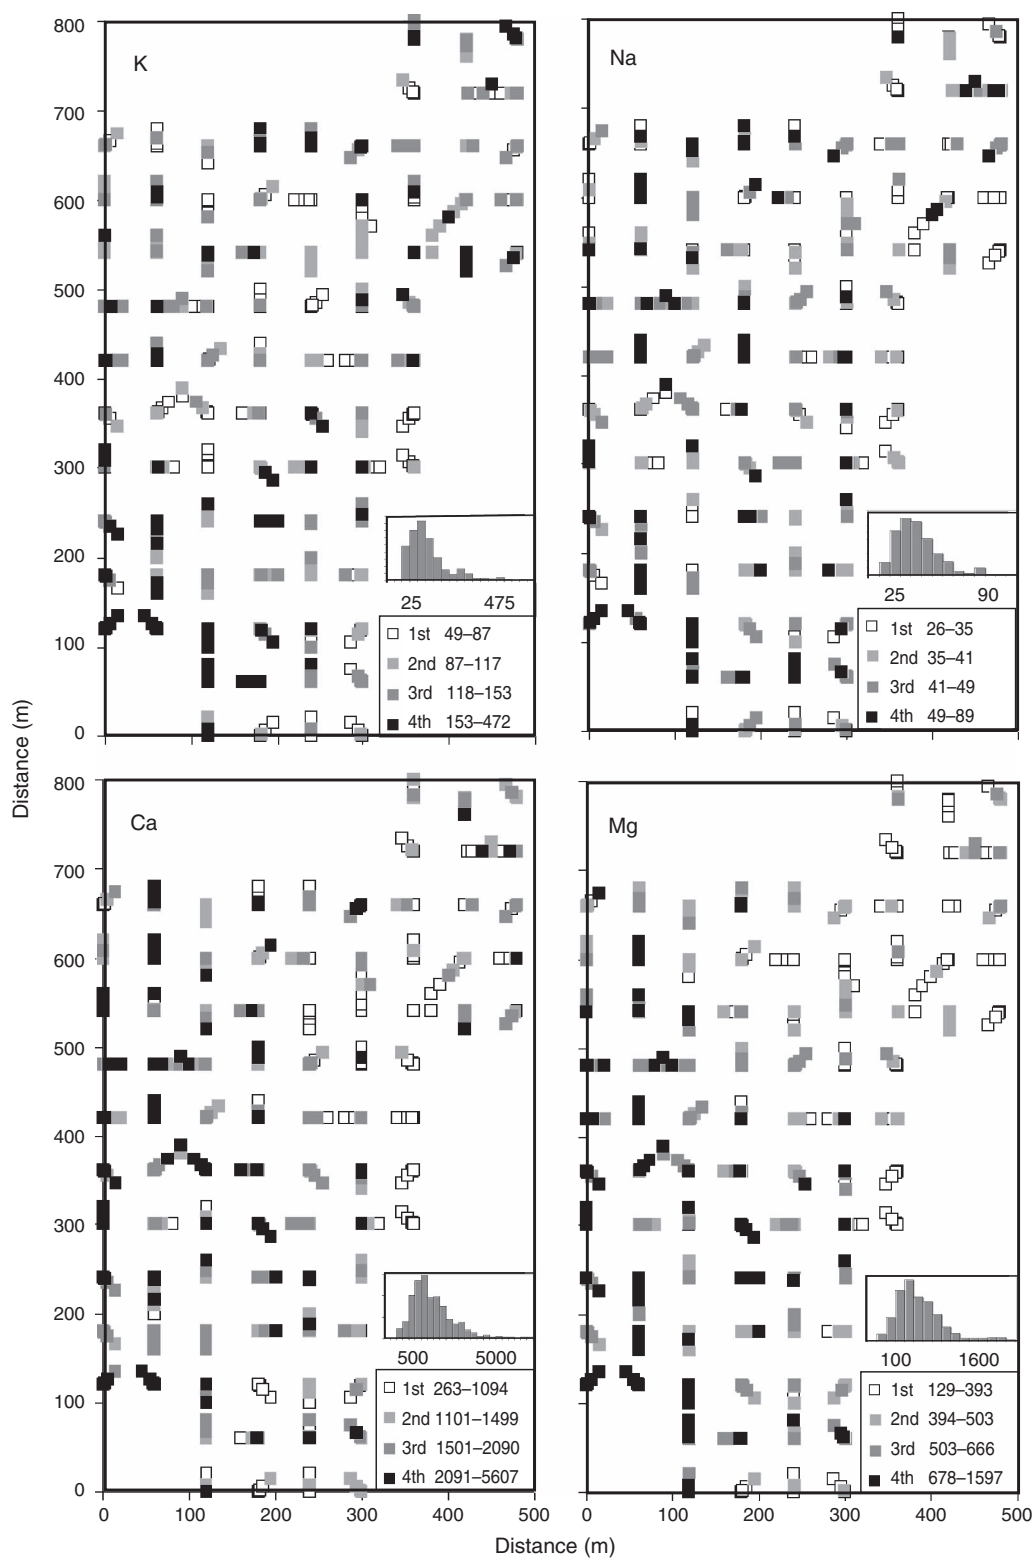 800
700
600
500
400
300
200
100
0
K
25 475
1st 49–87
2nd 87–117
3rd 118–153
4th 153–472
Na
25 90
1st 26–35
2nd 35–41
3rd 41–49
4th 49–89
Distance (m)
800
700
600
500
400
300
200
100
0
Ca
500 5000
1st 263–1094
2nd 1101–1499
3rd 1501–2090
4th 2091–5607
0 100 200 300 400 500
Mg
100 1600
1st 129–393
2nd 394–503
3rd 503–666
4th 678–1597
0 100 200 300 400 500
Distance (m)